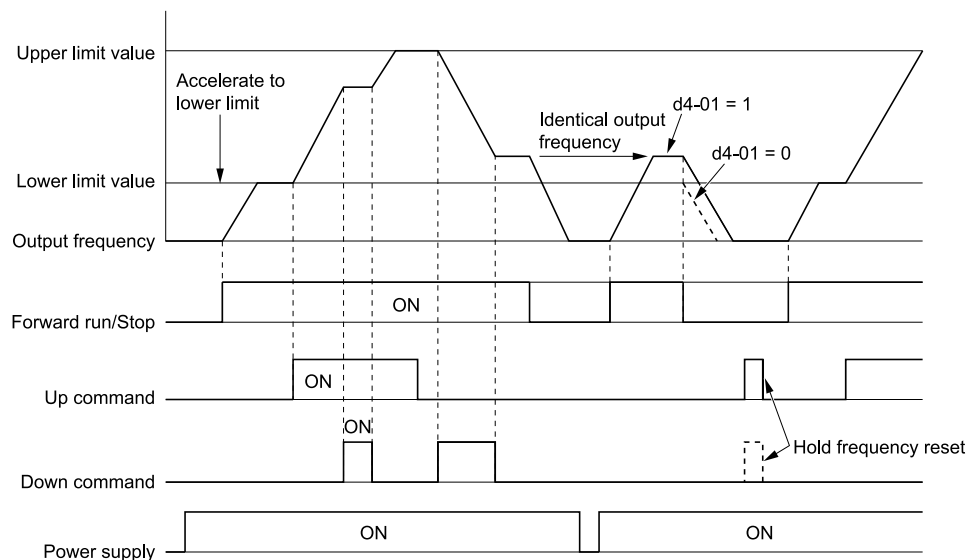 Upper limit value
Accelerate to
lower limit
Identical output
frequency
d4-01 = 1
d4-01 = 0
Lower limit value
Output frequency
ON
Forward run/Stop
ON
Up command
ON
Hold frequency reset
Down command
ON
ON
Power supply